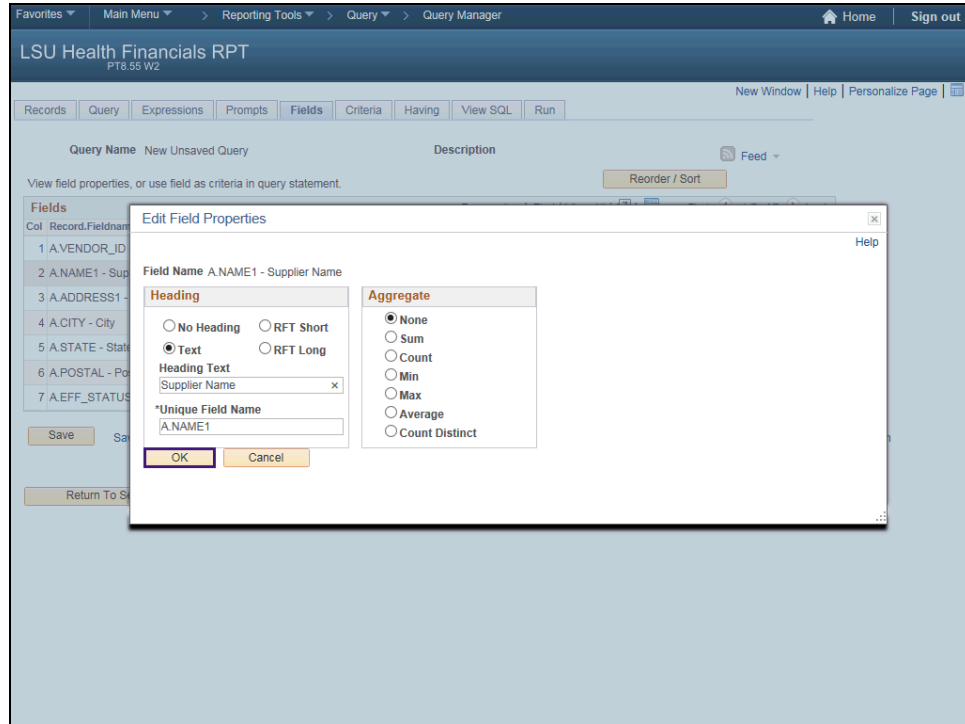 Favorites Main Menu > Reporting Tools > Query > Query Manager Home Sign out
LSU Health Financials RPT
PT8.55 W2
New Window | Help | Personalize Page |
Records Query Expressions Prompts Fields Criteria Having View SQL Run
Query Name New Unsaved Query Description Feed
View field properties, or use field as criteria in query statement. Reorder / Sort
Fields
Col Record.Fieldnam
Edit Field Properties
Help
Field Name A.NAME1 - Supplier Name
Heading
No Heading RFT Short
Text RFT Long
Heading Text
Supplier Name ×
*Unique Field Name
A.NAME1
OK Cancel
Aggregate
None
Sum
Count
Min
Max
Average
Count Distinct
1 A.VENDOR_ID
2 A.NAME1 - Sup
3 A.ADDRESS1 -
4 A.CITY - City
5 A.STATE - State
6 A.POSTAL - Po
7 A.EFF_STATUS
Save Sav
Return To Se